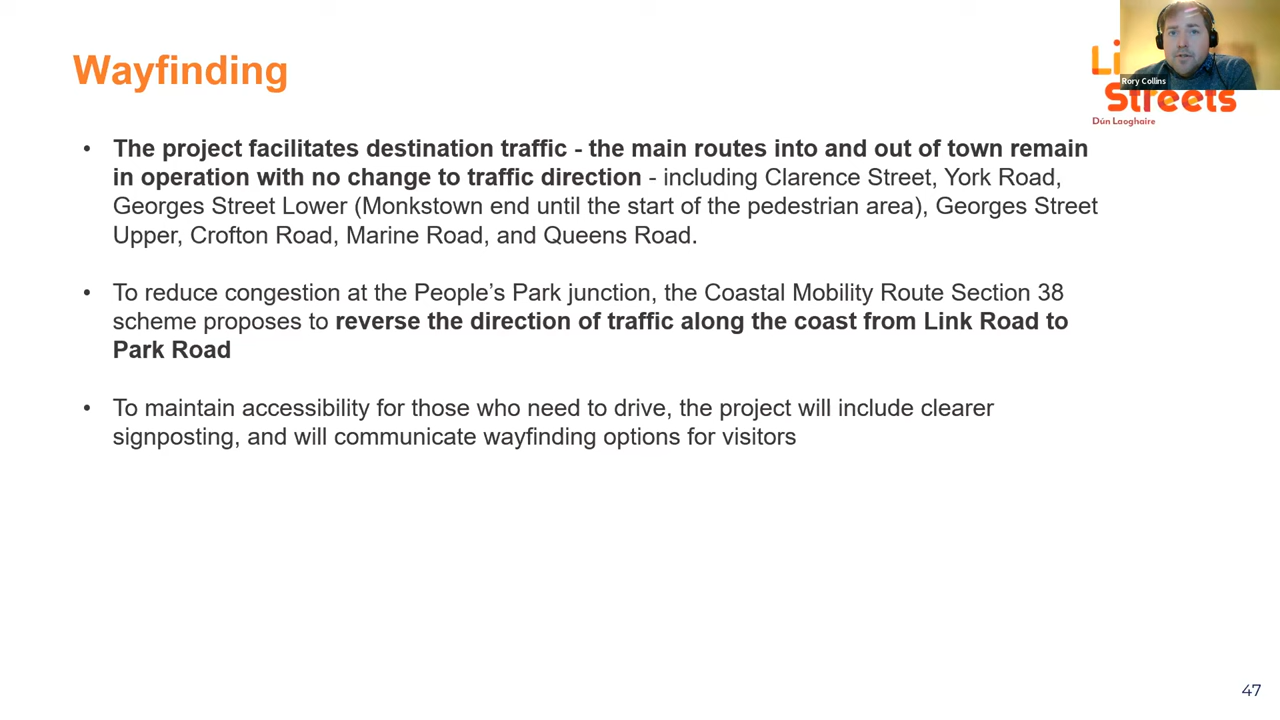 Wayfinding
Rory Collins
Streets
Dún Laoghaire
• The project facilitates destination traffic - the main routes into and out of town remain
in operation with no change to traffic direction - including Clarence Street, York Road,
Georges Street Lower (Monkstown end until the start of the pedestrian area), Georges Street
Upper, Crofton Road, Marine Road, and Queens Road.
• To reduce congestion at the People’s Park junction, the Coastal Mobility Route Section 38
scheme proposes to reverse the direction of traffic along the coast from Link Road to
Park Road
• To maintain accessibility for those who need to drive, the project will include clearer
signposting, and will communicate wayfinding options for visitors
47